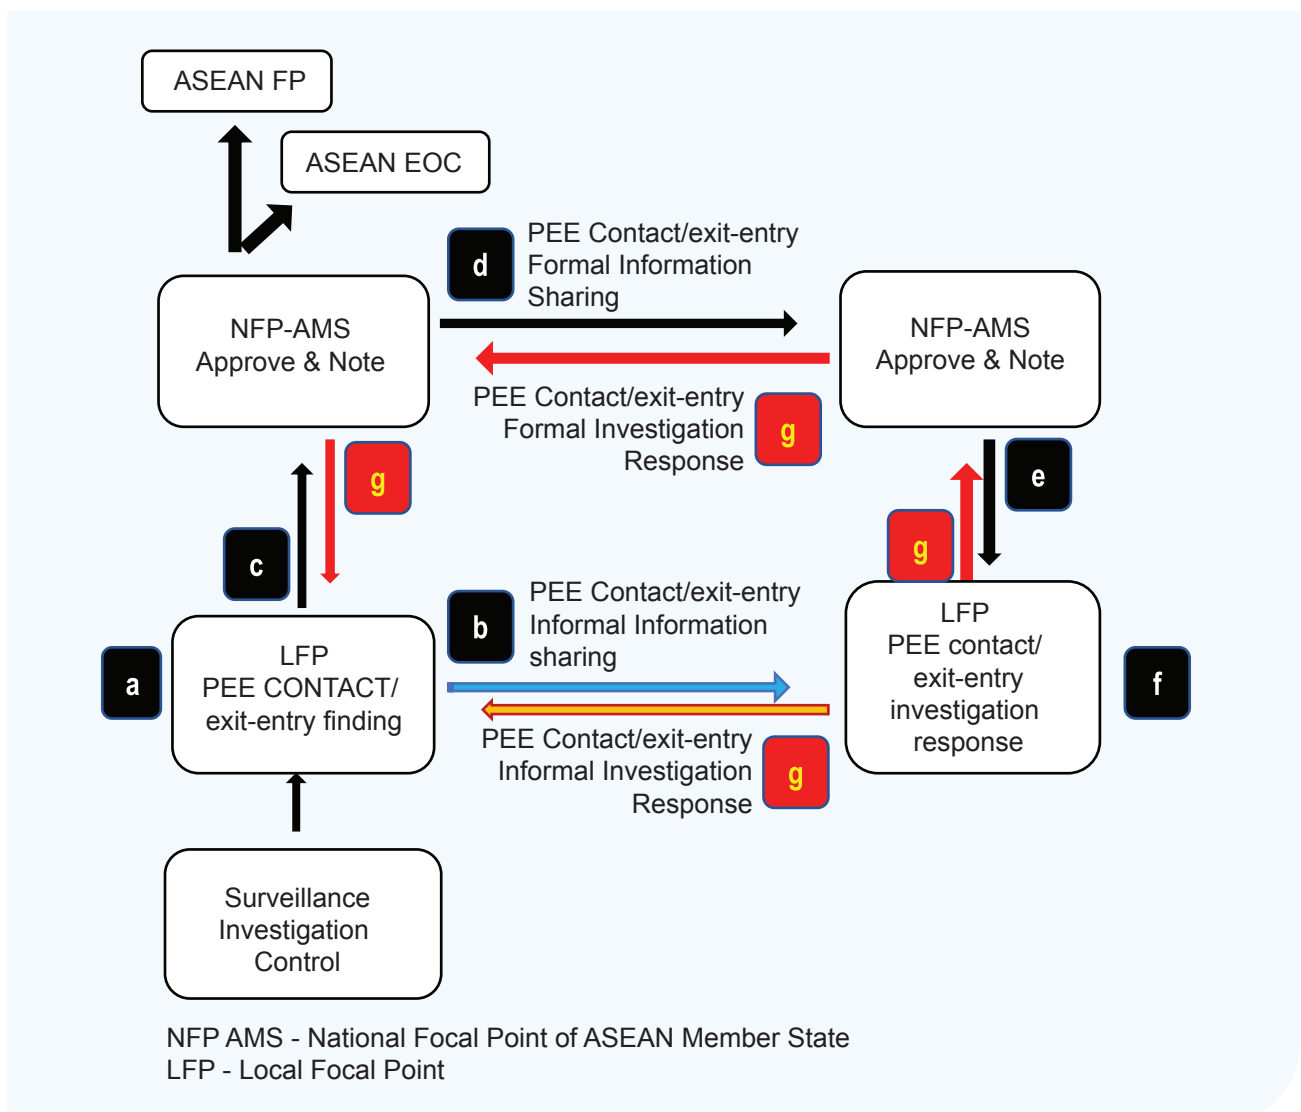 ASEAN FP
ASEAN EOC
d
PEE Contact/exit-entry
Formal Information
Sharing
NFP-AMS
Approve & Note
NFP-AMS
Approve & Note
PEE Contact/exit-entry
Formal Investigation
Response
g
g
e
c
g
b
PEE Contact/exit-entry
Informal Information
sharing
a
LFP
PEE CONTACT/
exit-entry finding
LFP
PEE contact/
exit-entry
investigation
response
f
PEE Contact/exit-entry
Informal Investigation
Response
g
Surveillance
Investigation
Control
NFP AMS - National Focal Point of ASEAN Member State
LFP - Local Focal Point